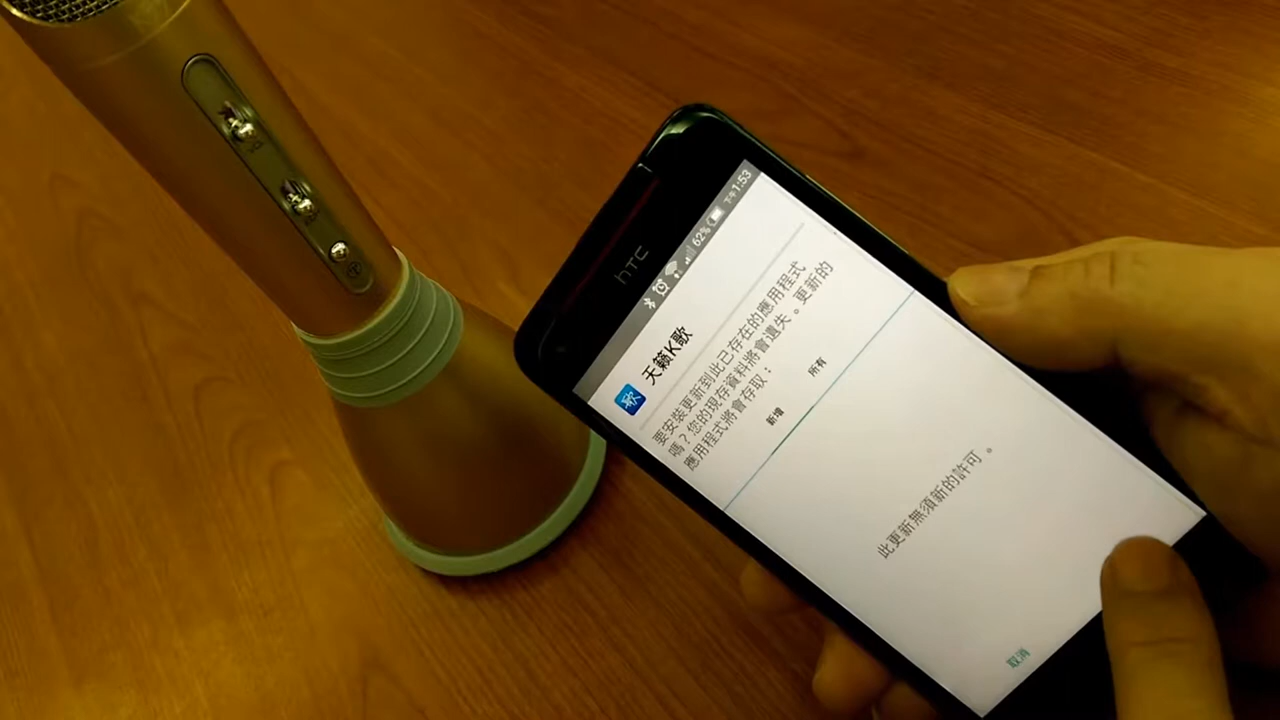 hTC
62% 下午1:53
天籟K歌
要安裝更新到此已存在的應用程式
嗎？您的現存資料將會遺失。更新的
應用程式將會存取：
新增 所有
此更新無須新的許可。
取消